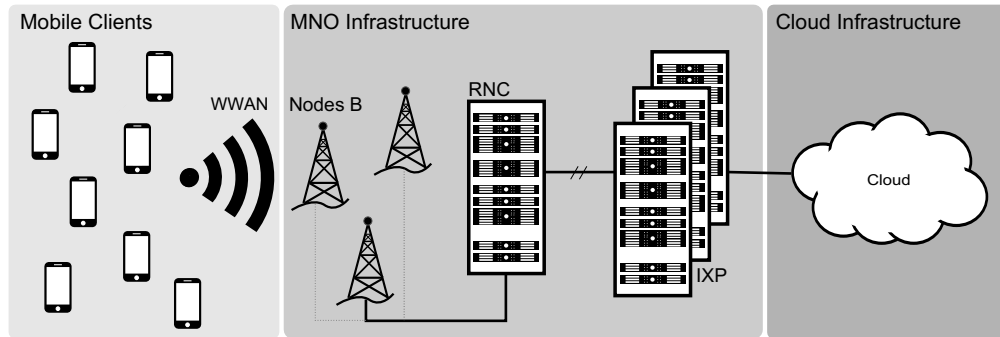 Mobile Clients
MNO Infrastructure
Cloud Infrastructure
WWAN
Nodes B
RNC
IXP
Cloud